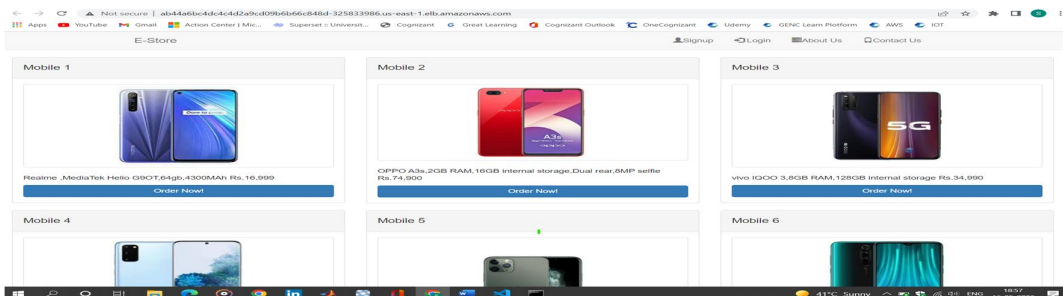 Not secure | ab44a6bc4dc4c4d2a9cd09b6b66c848d-325833986.us-east-1.elb.amazonaws.com
Apps YouTube Gmail Action Center | Mic... Superset :: Universit... Cognizant Great Learning Cognizant Outlook OneCognizant Udemy GENC Learn Platform AWS IOT
E-Store Signup Login About Us Contact Us
Mobile 1 Mobile 2 Mobile 3
A3s
oppo
5G
Realme ,MediaTek Helio G90T,64gb,4300MAh Rs.16,999
OPPO A3s,2GB RAM,16GB internal storage,Dual rear,8MP selfie
Rs.74,900
vivo IQOO 3,8GB RAM,128GB Internal storage Rs.34,990
Order Now! Order Now! Order Now!
Mobile 4 Mobile 5 Mobile 6
41°C Sunny ENG 18:57